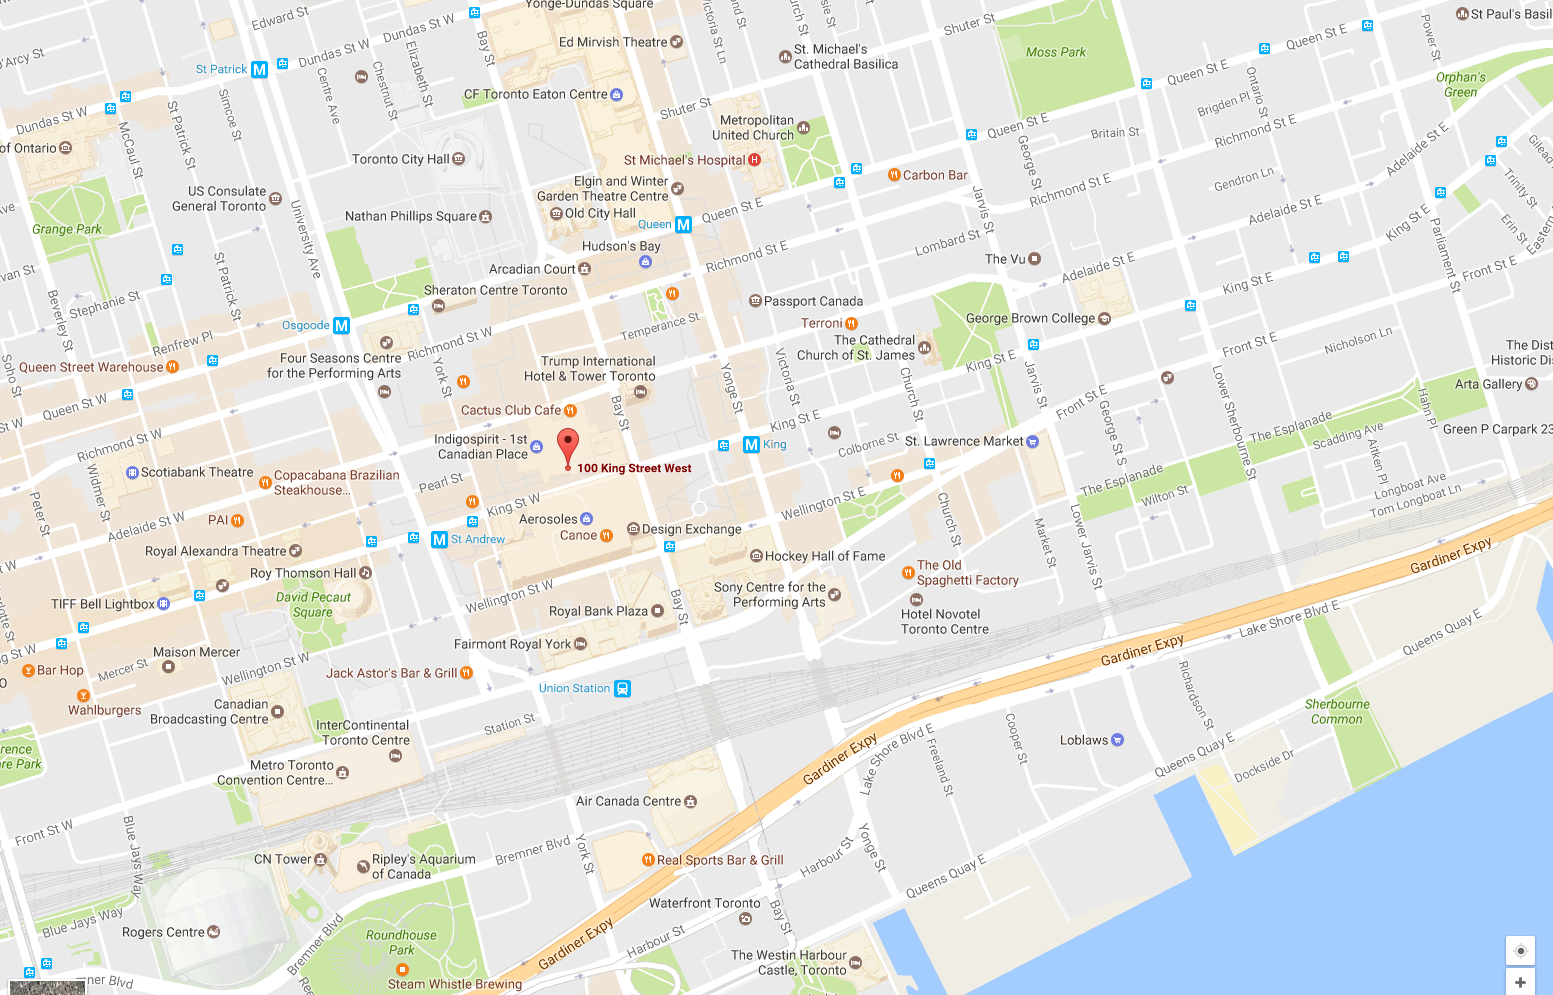 Yonge-Dundas Square
Edward St
Dundas St W
Bay St
Victoria St Ln
Shuter St
St Paul's Basil
D'Arcy St
St Patrick
Dundas St W
Elizabeth St
Ed Mirvish Theatre
St. Michael's
Cathedral Basilica
Moss Park
Queen St E
Power St
Centre Ave
Chestnut St
CF Toronto Eaton Centre
Shuter St
Queen St E
Ontario St
Orphan's
Green
Simcoe St
St Patrick St
McCaul St
Dundas St W
of Ontario
Toronto City Hall
Metropolitan
United Church
Queen St E
Brigden Pl
Britain St
Richmond St E
Adelaide St E
Gilead
St Michael's Hospital
Carbon Bar
George St
Gendron Ln
Trinity St
US Consulate
General Toronto
Elgin and Winter
Garden Theatre Centre
Old City Hall
Nathan Phillips Square
Queen
Queen St E
Jarvis St
Richmond St E
Adelaide St E
King St E
Erin St
Eastern
Parliament St
Grange Park
University Ave
Hudson's Bay
Arcadian Court
Richmond St E
Lombard St
The Vu
Adelaide St E
Front St E
St Patrick St
Stephanie St
Beverley St
Sheraton Centre Toronto
Passport Canada
King St E
Osgoode
Temperance St
Terroni
George Brown College
Renfrew Pl
Richmond St W
The Cathedral
Church of St. James
Front St E
Nicholson Ln
The Dist
Historic Dis
Queen Street Warehouse
Four Seasons Centre
for the Performing Arts
Trump International
Hotel & Tower Toronto
King St E
Soho St
York St
Yonge St
Victoria St
Church St
Jarvis St
Lower Sherbourne St
Arta Gallery
Queen St W
Cactus Club Cafe
Bay St
King St E
Front St E
George St S
The Esplanade
Hahn Pl
Scadding Ave
Aitken Pl
Green P Carpark 23
Richmond St W
Indigospirit - 1st
Canadian Place
King
Colborne St
St. Lawrence Market
Scotiabank Theatre
Copacabana Brazilian
Steakhouse...
100 King Street West
Pearl St
The Esplanade
Wilton St
Longboat Ave
Tom Longboat Ln
Widmer St
Peter St
King St W
Wellington St E
Church St
Adelaide St W
PAI
Aerosoles
Canoe
Design Exchange
Market St
Lower Jarvis St
St Andrew
Royal Alexandra Theatre
Hockey Hall of Fame
Gardiner Expy
Roy Thomson Hall
The Old
Spaghetti Factory
David Pecaut
Square
Wellington St W
Sony Centre for the
Performing Arts
TIFF Bell Lightbox
Royal Bank Plaza
Bay St
Hotel Novotel
Toronto Centre
Lake Shore Blvd E
Queens Quay E
Fairmont Royal York
Gardiner Expy
Maison Mercer
Mercer St
Wellington St W
Bar Hop
Jack Astor's Bar & Grill
Union Station
Richardson St
Wahlburgers
Canadian
Broadcasting Centre
InterContinental
Toronto Centre
Station St
Sherbourne
Common
Cooper St
Loblaws
Freeland St
Lake Shore Blvd E
Queens Quay E
Dockside Dr
Gardiner Expy
Metro Toronto
Convention Centre...
Air Canada Centre
Front St W
Blue Jays Way
CN Tower
Ripley's Aquarium
of Canada
Bremner Blvd
York St
Real Sports Bar & Grill
Harbour St
Yonge St
Queens Quay E
Waterfront Toronto
Bay St
Blue Jays Way
Rogers Centre
Bremner Blvd
Roundhouse
Park
Gardiner Expy
Harbour St
The Westin Harbour
Castle, Toronto
Steam Whistle Brewing
mner Blvd